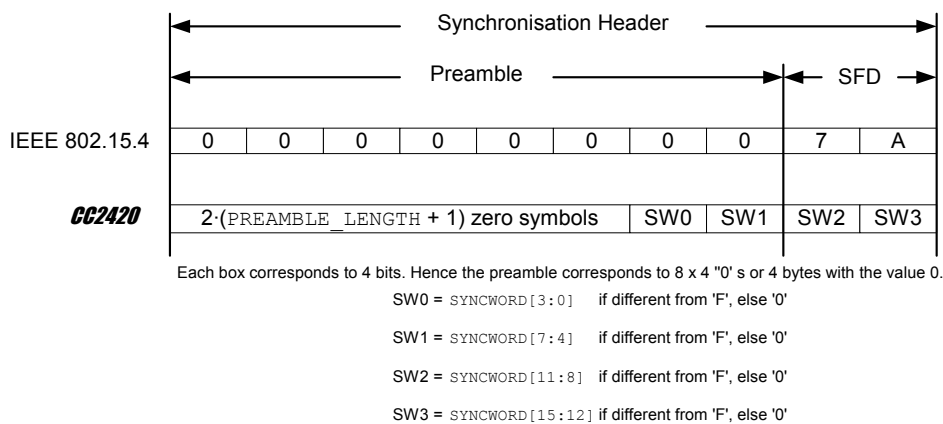 Synchronisation Header
Preamble SFD
IEEE 802.15.4 0 0 0 0 0 0 0 0 7 A
CC2420 2·(PREAMBLE_LENGTH + 1) zero symbols SW0 SW1 SW2 SW3
Each box corresponds to 4 bits. Hence the preamble corresponds to 8 x 4 "0' s or 4 bytes with the value 0.
SW0 = SYNCWORD[3:0] if different from 'F', else '0'
SW1 = SYNCWORD[7:4] if different from 'F', else '0'
SW2 = SYNCWORD[11:8] if different from 'F', else '0'
SW3 = SYNCWORD[15:12] if different from 'F', else '0'